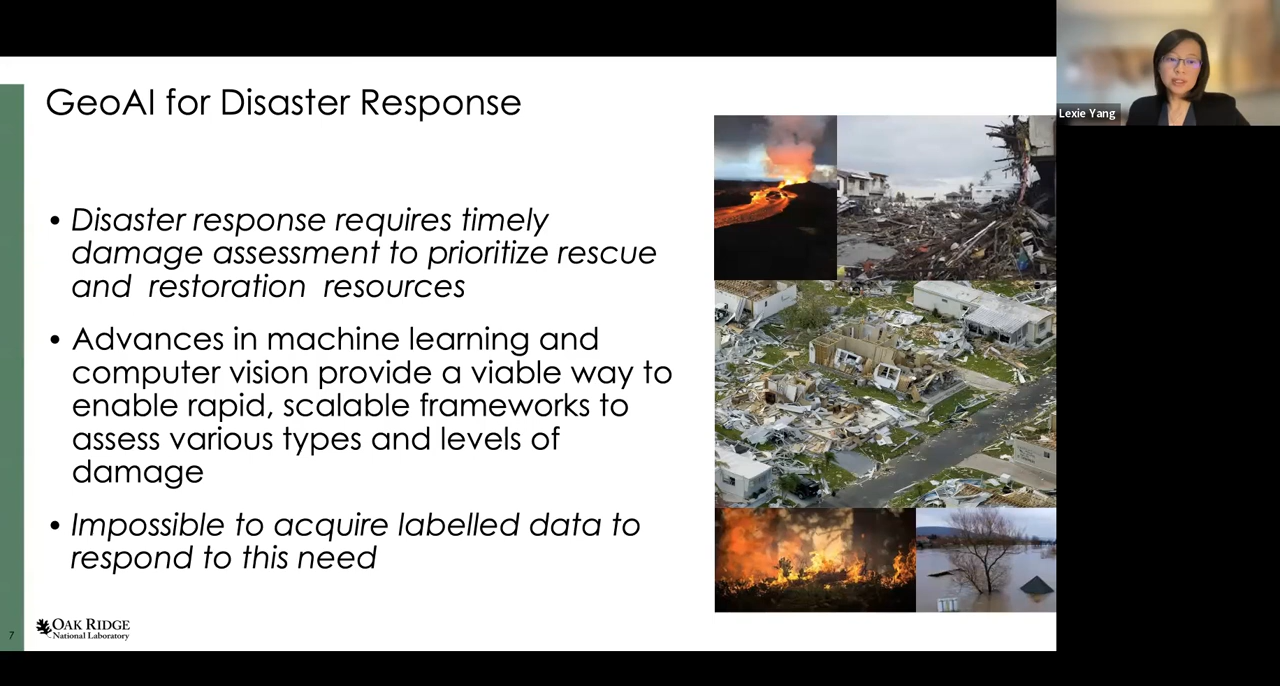 GeoAI for Disaster Response
• Disaster response requires timely
damage assessment to prioritize rescue
and restoration resources
• Advances in machine learning and
computer vision provide a viable way to
enable rapid, scalable frameworks to
assess various types and levels of
damage
• Impossible to acquire labelled data to
respond to this need
7
OAK RIDGE
National Laboratory
Lexie Yang